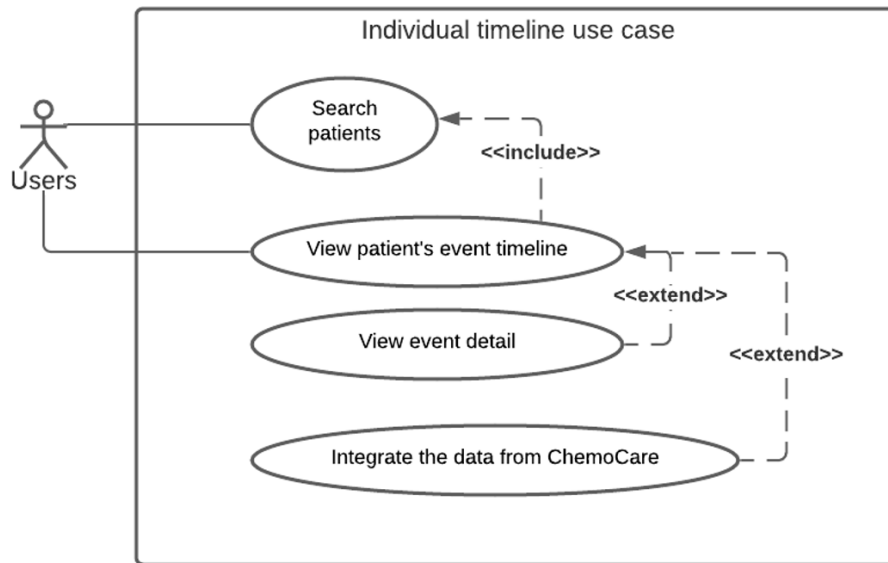 Individual timeline use case
Search
patients
<<include>>
Users
View patient's event timeline
<<extend>>
View event detail
<<extend>>
Integrate the data from ChemoCare